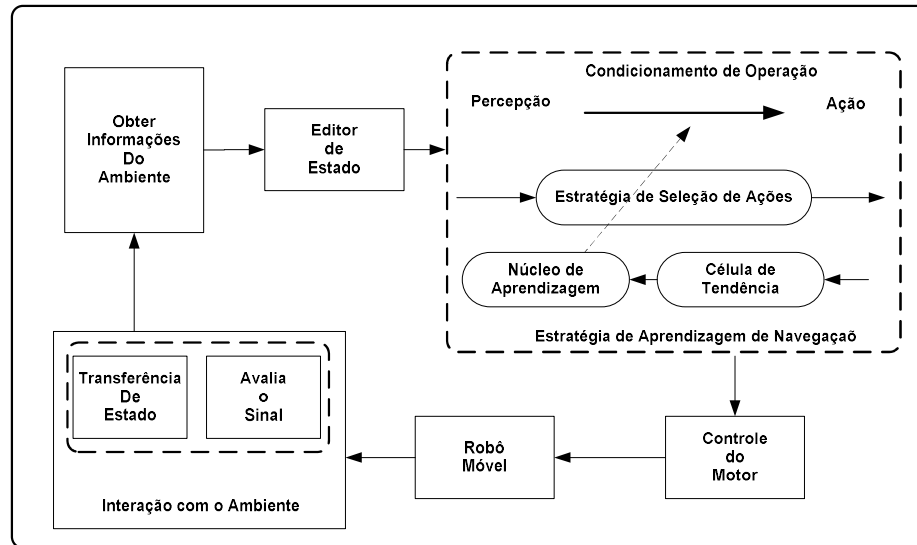 Obter
Informações
Do
Ambiente
Editor
de
Estado
Condicionamento de Operação
Percepção
Ação
Estratégia de Seleção de Ações
Núcleo de
Aprendizagem
Célula de
Tendência
Estratégia de Aprendizagem de Navegaçaõ
Transferência
De
Estado
Avalia
o
Sinal
Interação com o Ambiente
Robô
Móvel
Controle
do
Motor